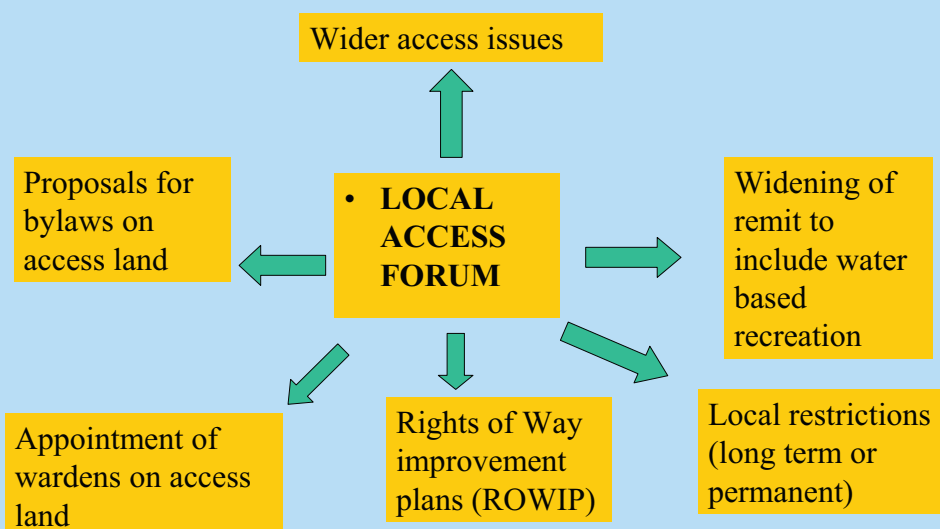 Wider access issues
Proposals for
bylaws on
access land
• LOCAL
ACCESS
FORUM
Widening of
remit to
include water
based
recreation
Appointment of
wardens on access
land
Rights of Way
improvement
plans (ROWIP)
Local restrictions
(long term or
permanent)